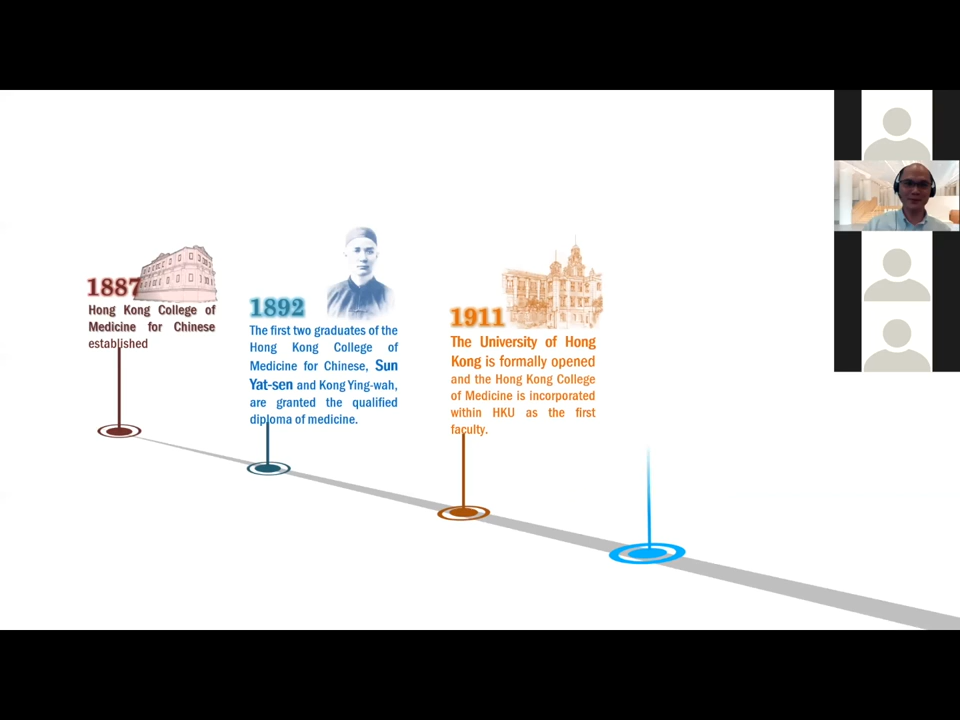 1887
Hong Kong College of
Medicine for Chinese
established
1892
The first two graduates of the
Hong Kong College of
Medicine for Chinese, Sun
Yat-sen and Kong Ying-wah,
are granted the qualified
diploma of medicine.
1911
The University of Hong
Kong is formally opened
and the Hong Kong College
of Medicine is incorporated
within HKU as the first
faculty.